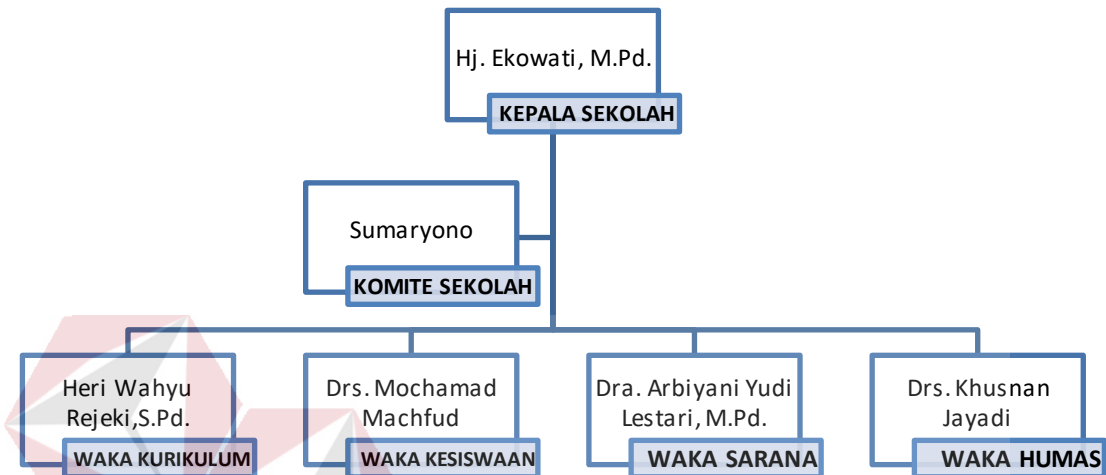 Hj. Ekowati, M.Pd.
KEPALA SEKOLAH
Sumaryono
KOMITE SEKOLAH
Heri Wahyu
Rejeki,S.Pd.
WAKA KURIKULUM
Drs. Mochamad
Machfud
WAKA KESISWAAN
Dra. Arbiyani Yudi
Lestari, M.Pd.
WAKA SARANA
Drs. Khusnan
Jayadi
WAKA HUMAS